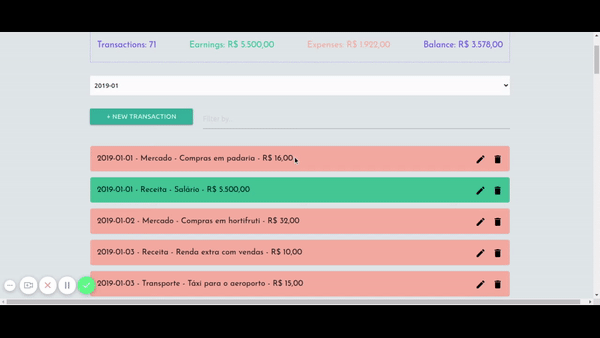 Transactions: 71 Earnings: R$ 5.500,00 Expenses: R$ 1.922,00 Balance: R$ 3.578,00
2019-01
+ NEW TRANSACTION Filter by...
2019-01-01 - Mercado - Compras em padaria - R$ 16,00
2019-01-01 - Receita - Salário - R$ 5.500,00
2019-01-02 - Mercado - Compras em hortifruti - R$ 32,00
2019-01-03 - Receita - Renda extra com vendas - R$ 10,00
2019-01-03 - Transporte - Táxi para o aeroporto - R$ 15,00